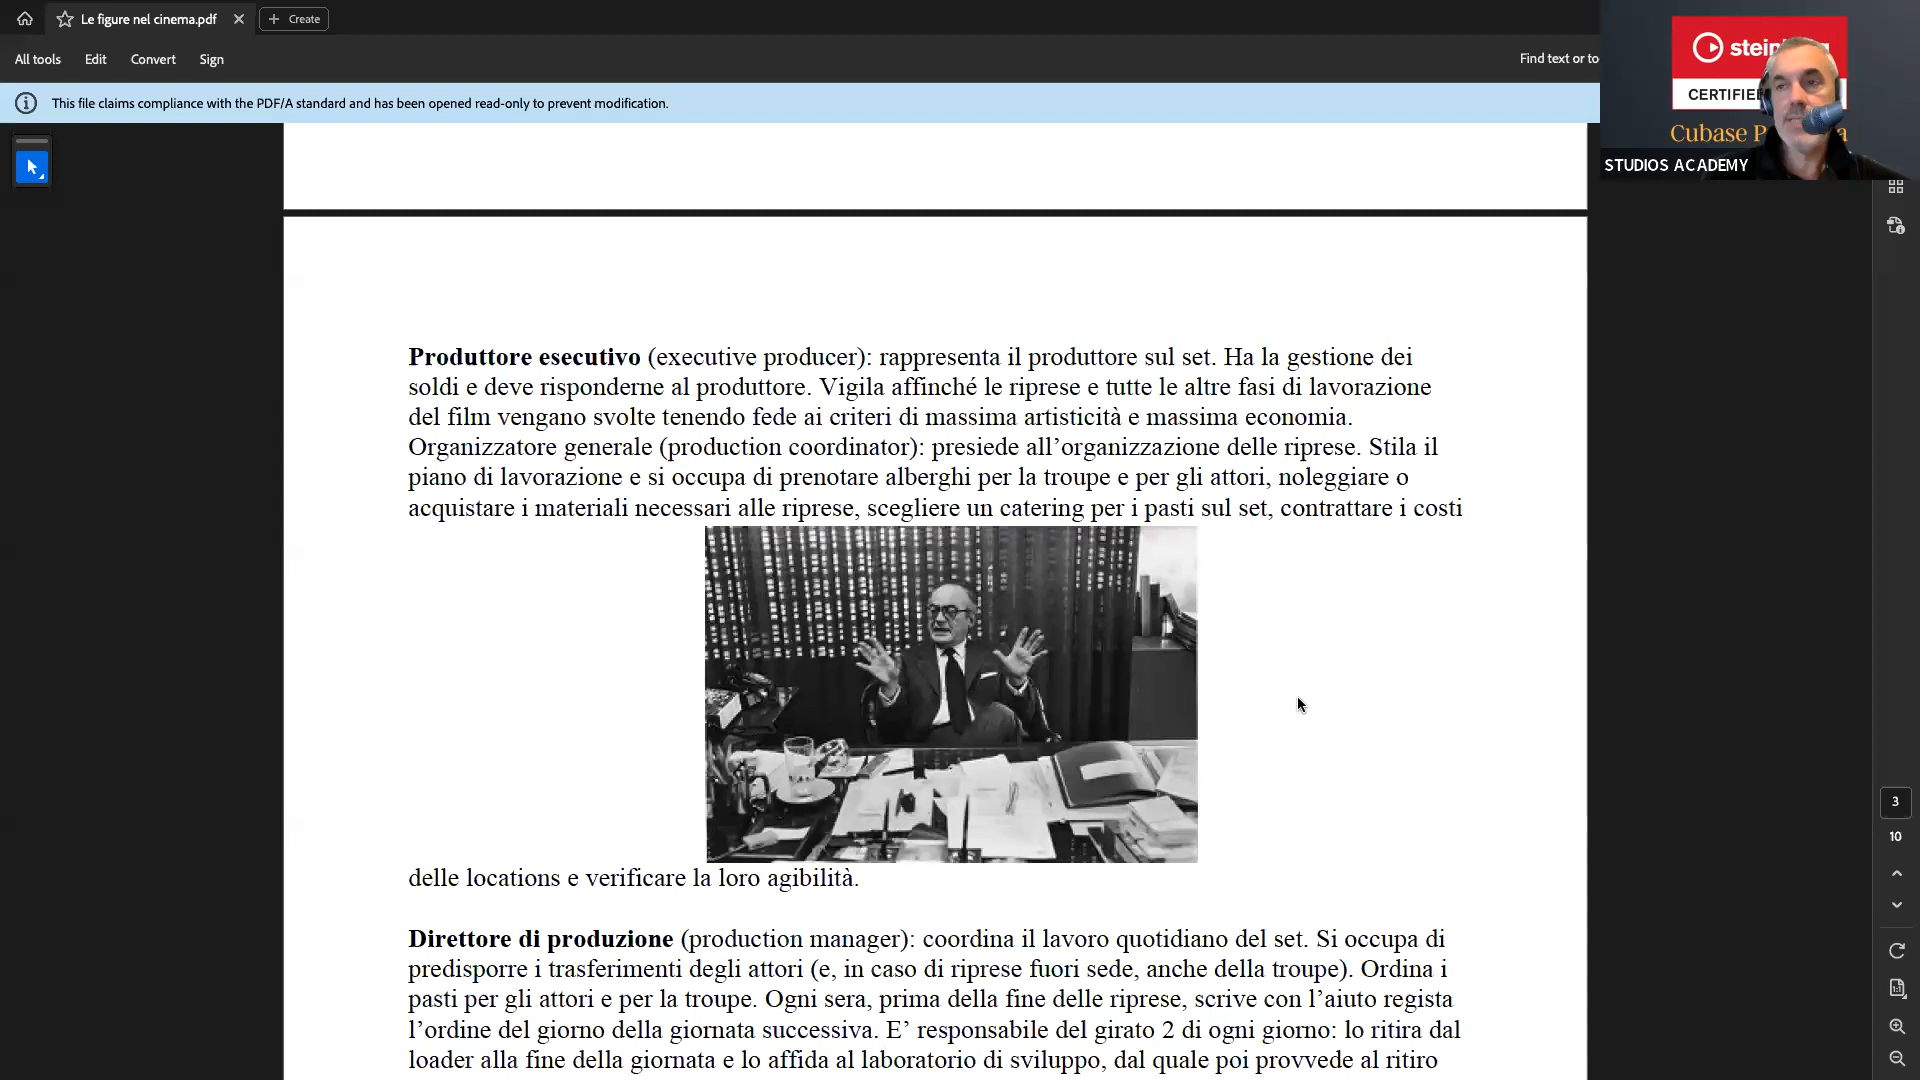 Le figure nel cinema.pdf
Create
All tools
Edit
Convert
Sign
Find text or to
This file claims compliance with the PDF/A standard and has been opened read-only to prevent modification.
CERTIFIE
Cubase P
STUDIOS ACADEMY
Produttore esecutivo (executive producer): rappresenta il produttore sul set. Ha la gestione dei
soldi e deve risponderne al produttore. Vigila affinché le riprese e tutte le altre fasi di lavorazione
del film vengano svolte tenendo fede ai criteri di massima artisticità e massima economia.
Organizzatore generale (production coordinator): presiede all’organizzazione delle riprese. Stila il
piano di lavorazione e si occupa di prenotare alberghi per la troupe e per gli attori, noleggiare o
acquistare i materiali necessari alle riprese, scegliere un catering per i pasti sul set, contrattare i costi
delle locations e verificare la loro agibilità.
Direttore di produzione (production manager): coordina il lavoro quotidiano del set. Si occupa di
predisporre i trasferimenti degli attori (e, in caso di riprese fuori sede, anche della troupe). Ordina i
pasti per gli attori e per la troupe. Ogni sera, prima della fine delle riprese, scrive con l’aiuto regista
l’ordine del giorno della giornata successiva. E’ responsabile del girato 2 di ogni giorno: lo ritira dal
loader alla fine della giornata e lo affida al laboratorio di sviluppo, dal quale poi provvede al ritiro
3
10